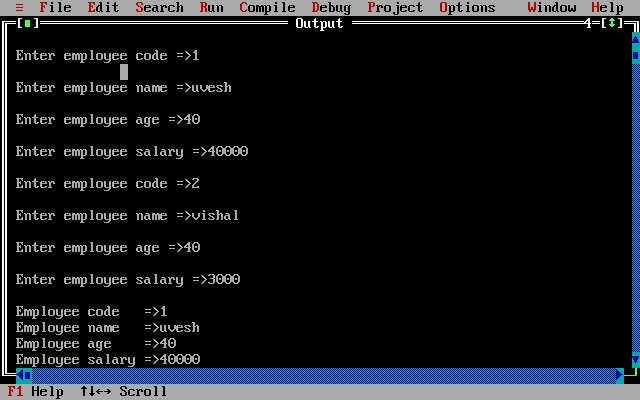 ≡ File Edit Search Run Compile Debug Project Options Window Help
[■] Output 4=[↕]
Enter employee code =>1
Enter employee name =>uvesh
Enter employee age =>40
Enter employee salary =>40000
Enter employee code =>2
Enter employee name =>vishal
Enter employee age =>40
Enter employee salary =>3000
Employee code =>1
Employee name =>uvesh
Employee age =>40
Employee salary =>40000
F1 Help ↑↓←→ Scroll